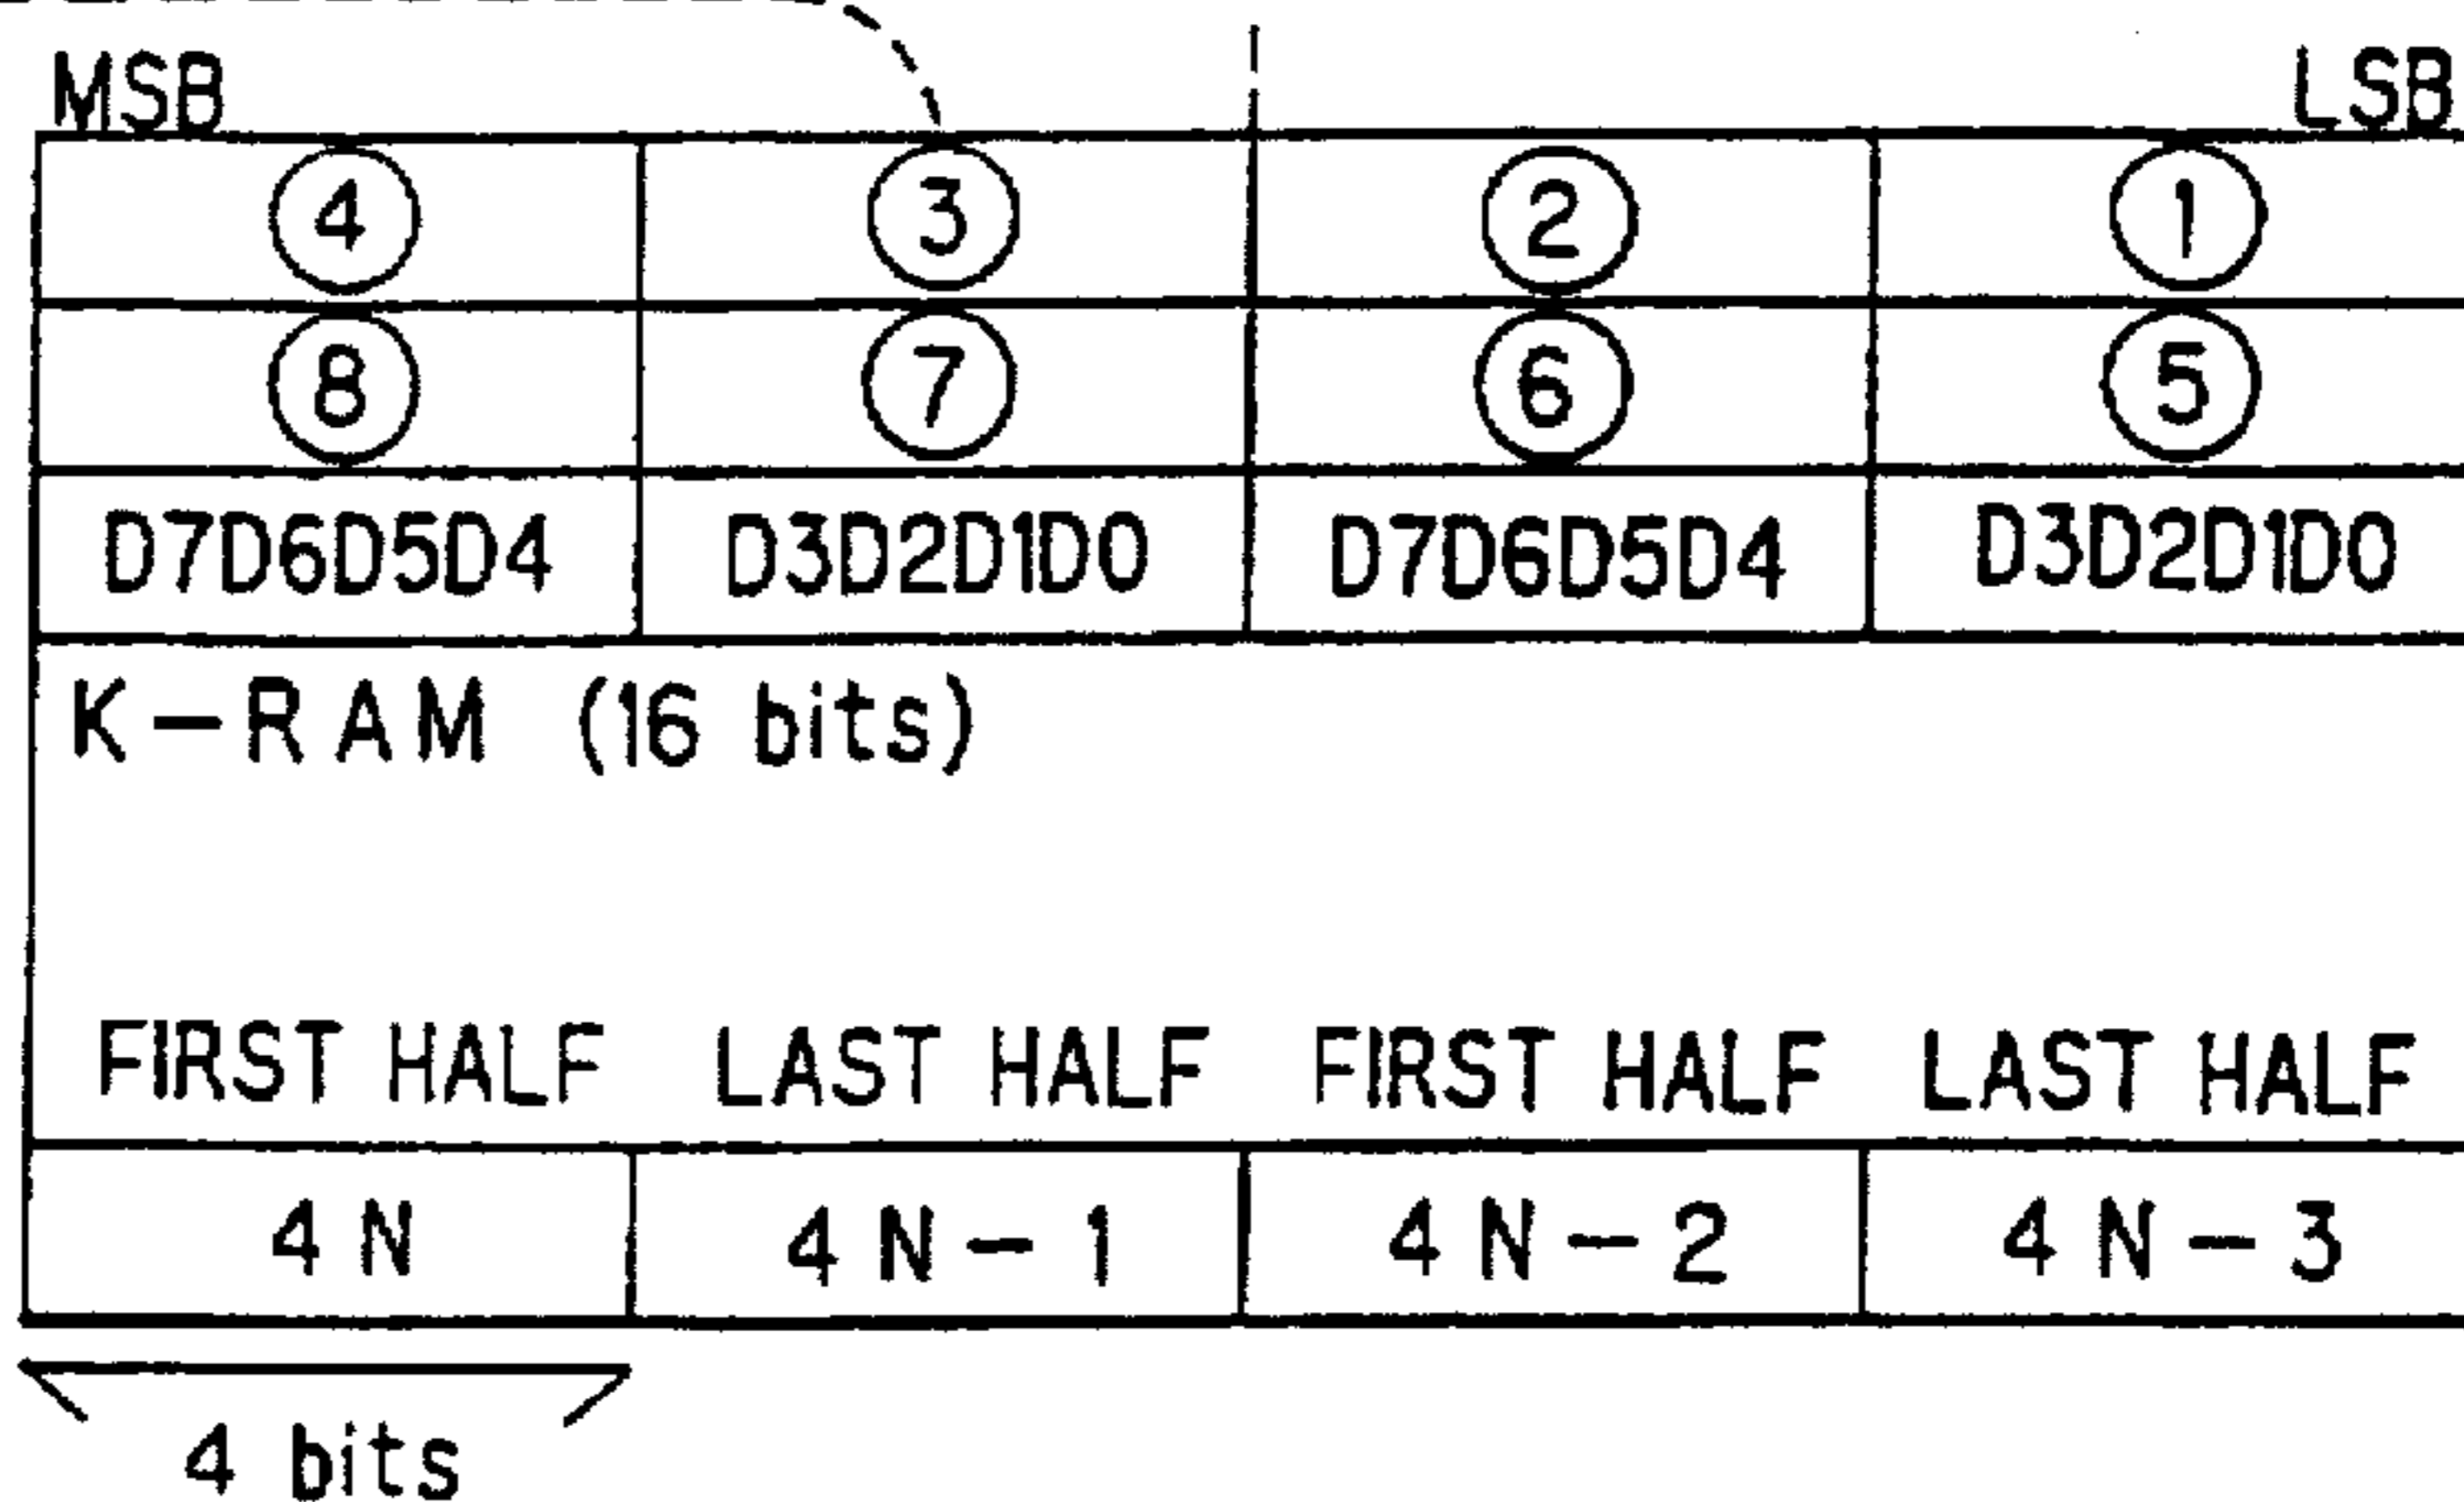 MSB LSB
④ ③ ② ①
⑧ ⑦ ⑥ ⑤
D7D6D5D4 D3D2D1D0 D7D6D5D4 D3D2D1D0
K-RAM (16 bits)
FIRST HALF LAST HALF FIRST HALF LAST HALF
4N 4N-1 4N-2 4N-3
4 bits